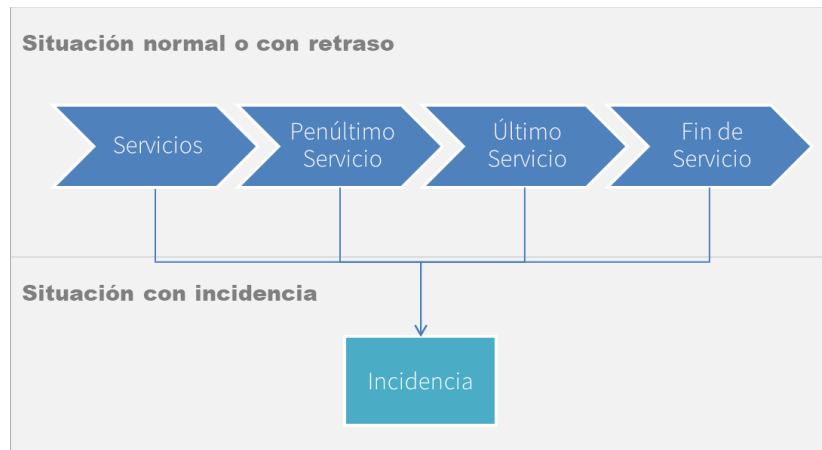 Situación normal o con retraso
Servicios
Penúltimo
Servicio
Último
Servicio
Fin de
Servicio
Situación con incidencia
Incidencia